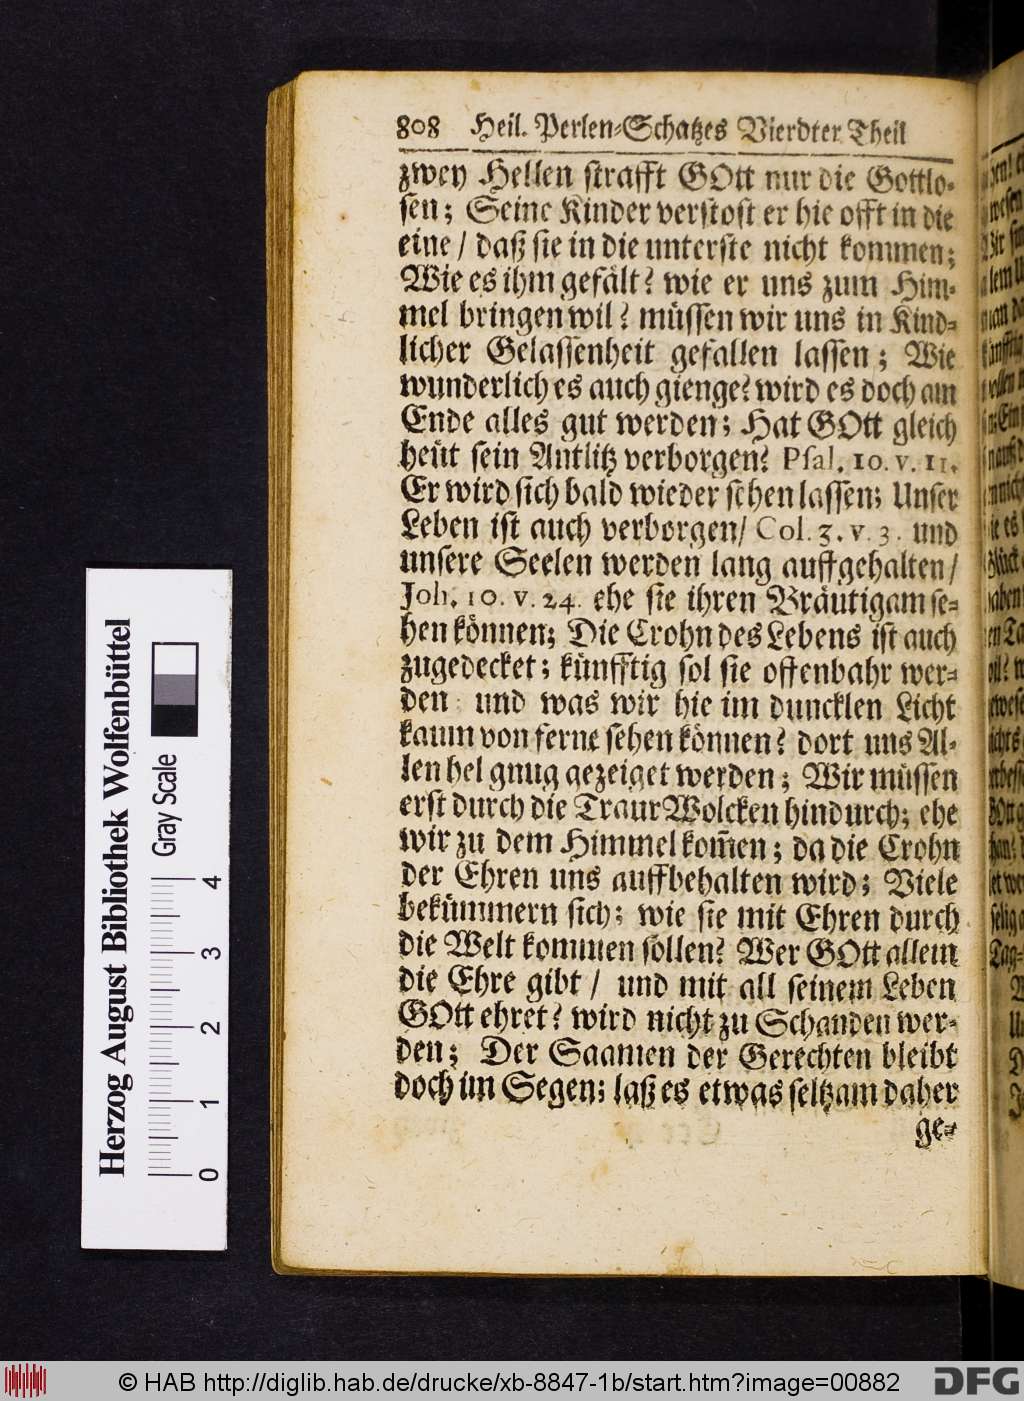 808 Heil. Perlen-Schatzes Vierdter Theil
zwey Hellen strafft GOtt nur die Gottlo-
sen; Seine Kinder verstost er hie offt in die
eine / daß sie in die unterste nicht kommen;
Wie es ihm gefält? wie er uns zum Him-
mel bringen wil? müssen wir uns in Kind-
licher Gelassenheit gefallen lassen; Wie
wunderlich es auch gienge? wird es doch am
Ende alles gut werden; Hat GOtt gleich
heüt sein Antlitz verborgen? Psal. 10. v. 11.
Er wird sich bald wieder sehen lassen; Unser
Leben ist auch verborgen/ Col. 3. v. 3. und
unsere Seelen werden lang auffgehalten/
Joh. 10. v. 24. ehe sie ihren Bräutigam se-
hen können; Die Crohn des Lebens ist auch
zugedecket; künfftig sol sie offenbahr wer-
den und was wir hie im duncklen Licht
kaum von ferne sehen können? dort uns Al-
len hel gnug gezeiget werden; Wir müssen
erst durch die TraurWolcken hindurch; ehe
wir zu dem Himmel kom̄en; da die Crohn
der Ehren uns auffbehalten wird; Viele
bekümmern sich; wie sie mit Ehren durch
die Welt kommen sollen? Wer GOtt allem
die Ehre gibt / und mit all seinem Leben
GOtt ehret? wird nicht zu Schanden wer-
den; Der Saamen der Gerechten bleibt
doch im Segen; laß es etwas seltzam daher
ge-
Herzog August Bibliothek Wolfenbüttel
Gray Scale
0 1 2 3 4
© HAB http://diglib.hab.de/drucke/xb-8847-1b/start.htm?image=00882
DFG